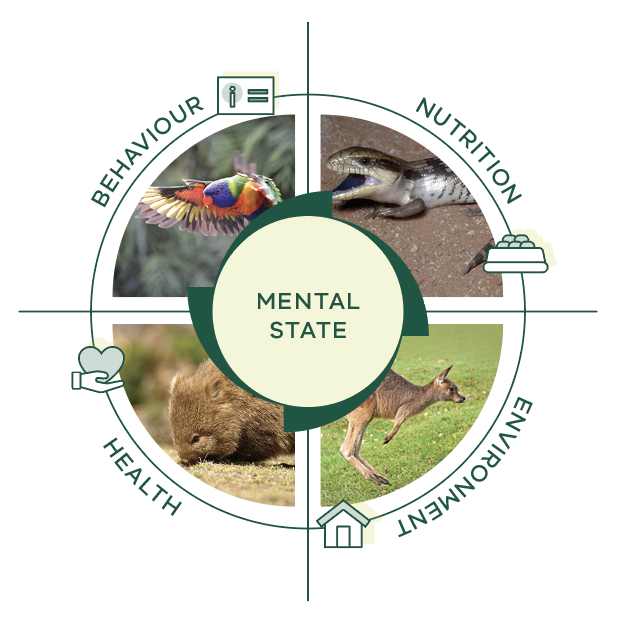 BEHAVIOUR
NUTRITION
MENTAL
STATE
HEALTH
ENVIRONMENT